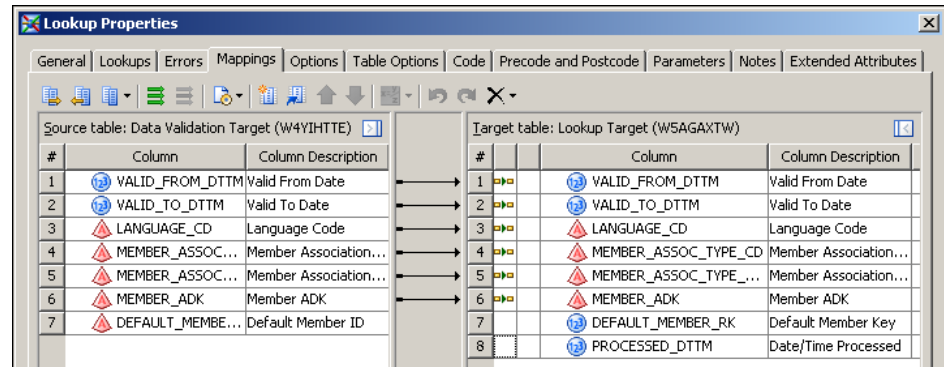 Lookup Properties
General Lookups Errors Mappings Options Table Options Code Precode and Postcode Parameters Notes Extended Attributes
Source table: Data Validation Target (W4YIHTTE)
# Column Column Description
1 VALID_FROM_DTTM Valid From Date
2 VALID_TO_DTTM Valid To Date
3 LANGUAGE_CD Language Code
4 MEMBER_ASSOC... Member Association...
5 MEMBER_ASSOC... Member Association...
6 MEMBER_ADK Member ADK
7 DEFAULT_MEMBE... Default Member ID
Target table: Lookup Target (W5AGAXTW)
# Column Column Description
1 VALID_FROM_DTTM Valid From Date
2 VALID_TO_DTTM Valid To Date
3 LANGUAGE_CD Language Code
4 MEMBER_ASSOC_TYPE_CD Member Association...
5 MEMBER_ASSOC_TYPE_... Member Association...
6 MEMBER_ADK Member ADK
7 DEFAULT_MEMBER_RK Default Member Key
8 PROCESSED_DTTM Date/Time Processed